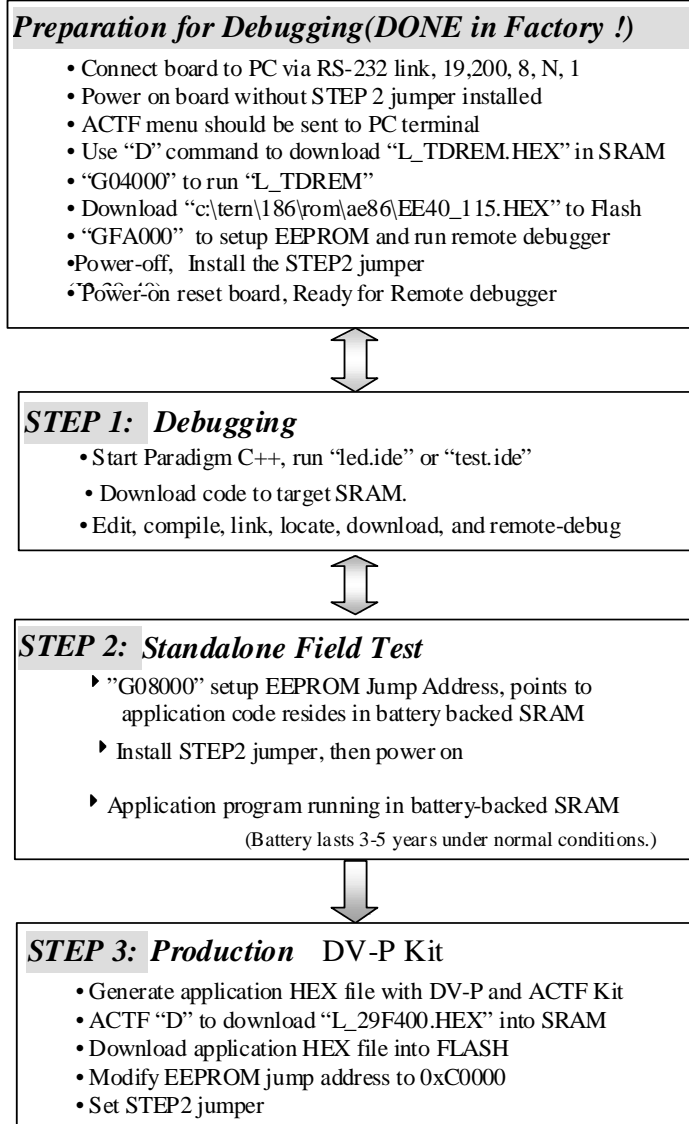 Preparation for Debugging(DONE in Factory !)
• Connect board to PC via RS-232 link, 19,200, 8, N, 1
• Power on board without STEP 2 jumper installed
• ACTF menu should be sent to PC terminal
• Use “D” command to download “L_TDREM.HEX” in SRAM
• “G04000” to run “L_TDREM”
• Download “c:\tern\186\rom\ae86\EE40_115.HEX” to Flash
• “GFA000” to setup EEPROM and run remote debugger
•Power-off, Install the STEP2 jumper
• Power-on reset board, Ready for Remote debugger
STEP 1: Debugging
• Start Paradigm C++, run “led.ide” or “test.ide”
• Download code to target SRAM.
• Edit, compile, link, locate, download, and remote-debug
STEP 2: Standalone Field Test
”G08000” setup EEPROM Jump Address, points to
application code resides in battery backed SRAM
Install STEP2 jumper, then power on
Application program running in battery-backed SRAM
(Battery lasts 3-5 years under normal conditions.)
STEP 3: Production DV-P Kit
• Generate application HEX file with DV-P and ACTF Kit
• ACTF “D” to download “L_29F400.HEX” into SRAM
• Download application HEX file into FLASH
• Modify EEPROM jump address to 0xC0000
• Set STEP2 jumper